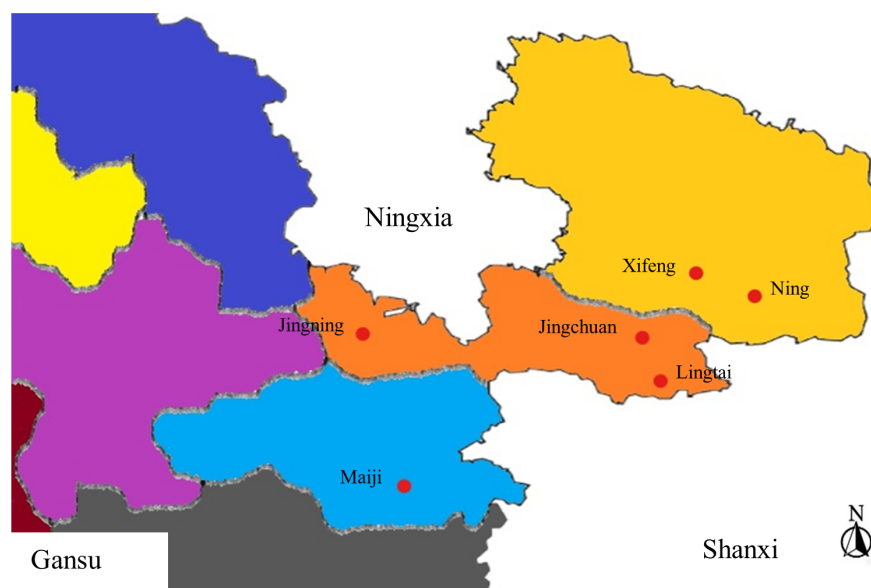 Ningxia
Xifeng
Ning
Jingning
Jingchuan
Lingtai
Maiji
N
Gansu
Shanxi